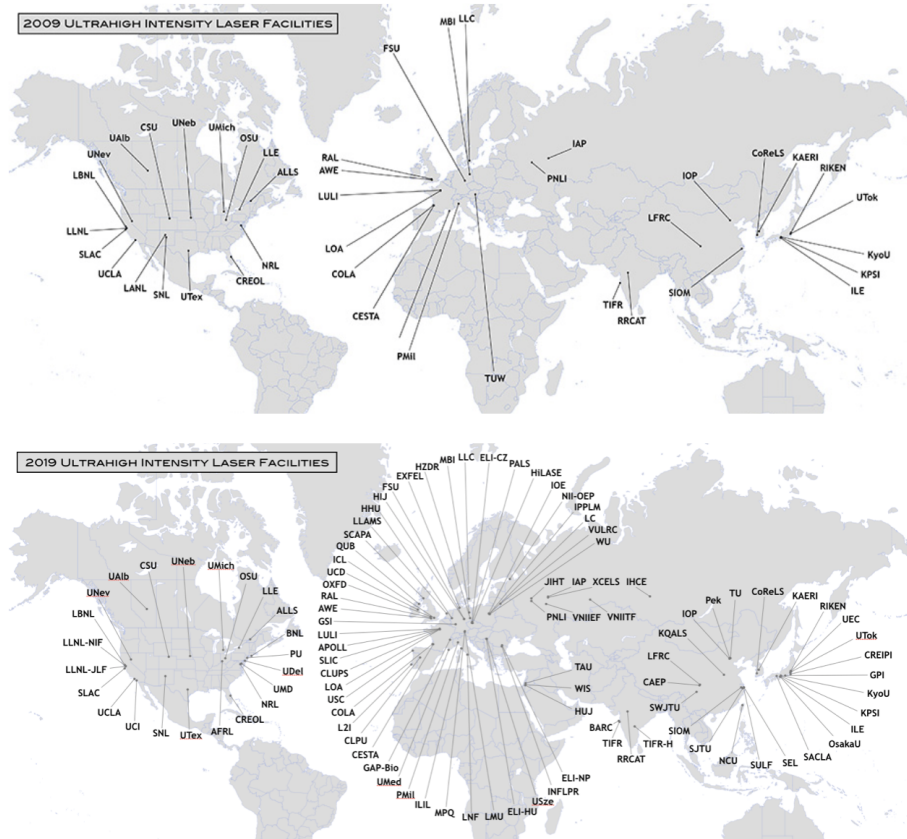 2009 ULTRAHIGH INTENSITY LASER FACILITIES
MBI LLC
FSU
UAlb
CSU
UNeb
UMich
OSU
LLE
ALLS
UNev
LBNL
LLNL
SLAC
UCLA
LANL
SNL
UTex
CREOL
NRL
RAL
AWE
LULI
LOA
COLA
CESTA
PMil
TUW
IAP
PNLI
IOP
CoReLS
KAERI
RIKEN
UTok
LFRC
SIOM
KyoU
KPSI
ILE
TIFR
RRCAT
2019 ULTRAHIGH INTENSITY LASER FACILITIES
UAlb
CSU
UNeb
UMich
OSU
LLE
ALLS
BNL
PU
UDel
UMD
NRL
CREOL
AFRL
UTex
SNL
UCI
UCLA
SLAC
LLNL-JLF
LLNL-NIF
LBNL
UNev
MBI
LLC
ELI-CZ
PALS
HiLASE
IOE
NII-OEP
IPPLM
LC
VULRC
WU
HZDR
EXFEL
FSU
HIJ
HHU
LLAMS
SCAPA
QUB
ICL
UCD
OXFD
RAL
AWE
GSI
LULI
APOLL
SLIC
CLUPS
LOA
USC
COLA
L2I
CLPU
CESTA
GAP-Bio
UMed
PMil
ILIL
MPQ
LNF
LMU
ELI-HU
USze
INFLPR
ELI-NP
TAU
WIS
HUJ
JIHT
IAP
XCELS
IHCE
PNLI
VNIIEF
VNIITF
BARC
TIFR
RRCAT
TIFR-H
Pek
TU
CoReLS
KAERI
RIKEN
UEC
UTok
CREIPI
GPI
KyoU
KPSI
ILE
OsakaU
SACLA
SEL
SULF
NCU
SJTU
SIOM
SWJTU
CAEP
LFRC
KQALS
IOP